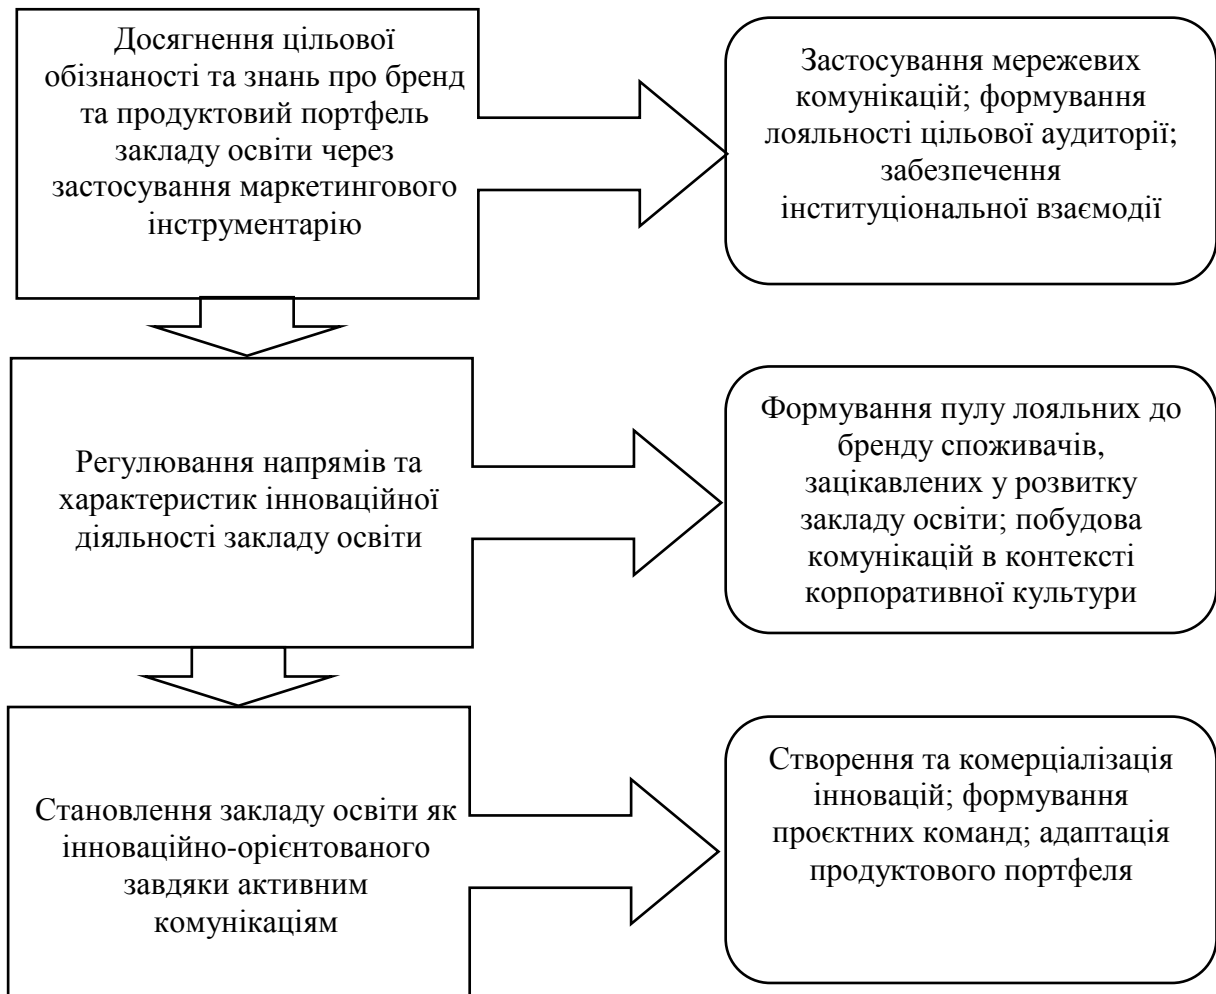 Досягнення цільової
обізнаності та знань про бренд
та продуктовий портфель
закладу освіти через
застосування маркетингового
інструментарію
Застосування мережевих
комунікацій; формування
лояльності цільової аудиторії;
забезпечення
інституціональної взаємодії
Регулювання напрямів та
характеристик інноваційної
діяльності закладу освіти
Формування пулу лояльних до
бренду споживачів,
зацікавлених у розвитку
закладу освіти; побудова
комунікацій в контексті
корпоративної культури
Становлення закладу освіти як
інноваційно-орієнтованого
завдяки активним
комунікаціям
Створення та комерціалізація
інновацій; формування
проєктних команд; адаптація
продуктового портфеля